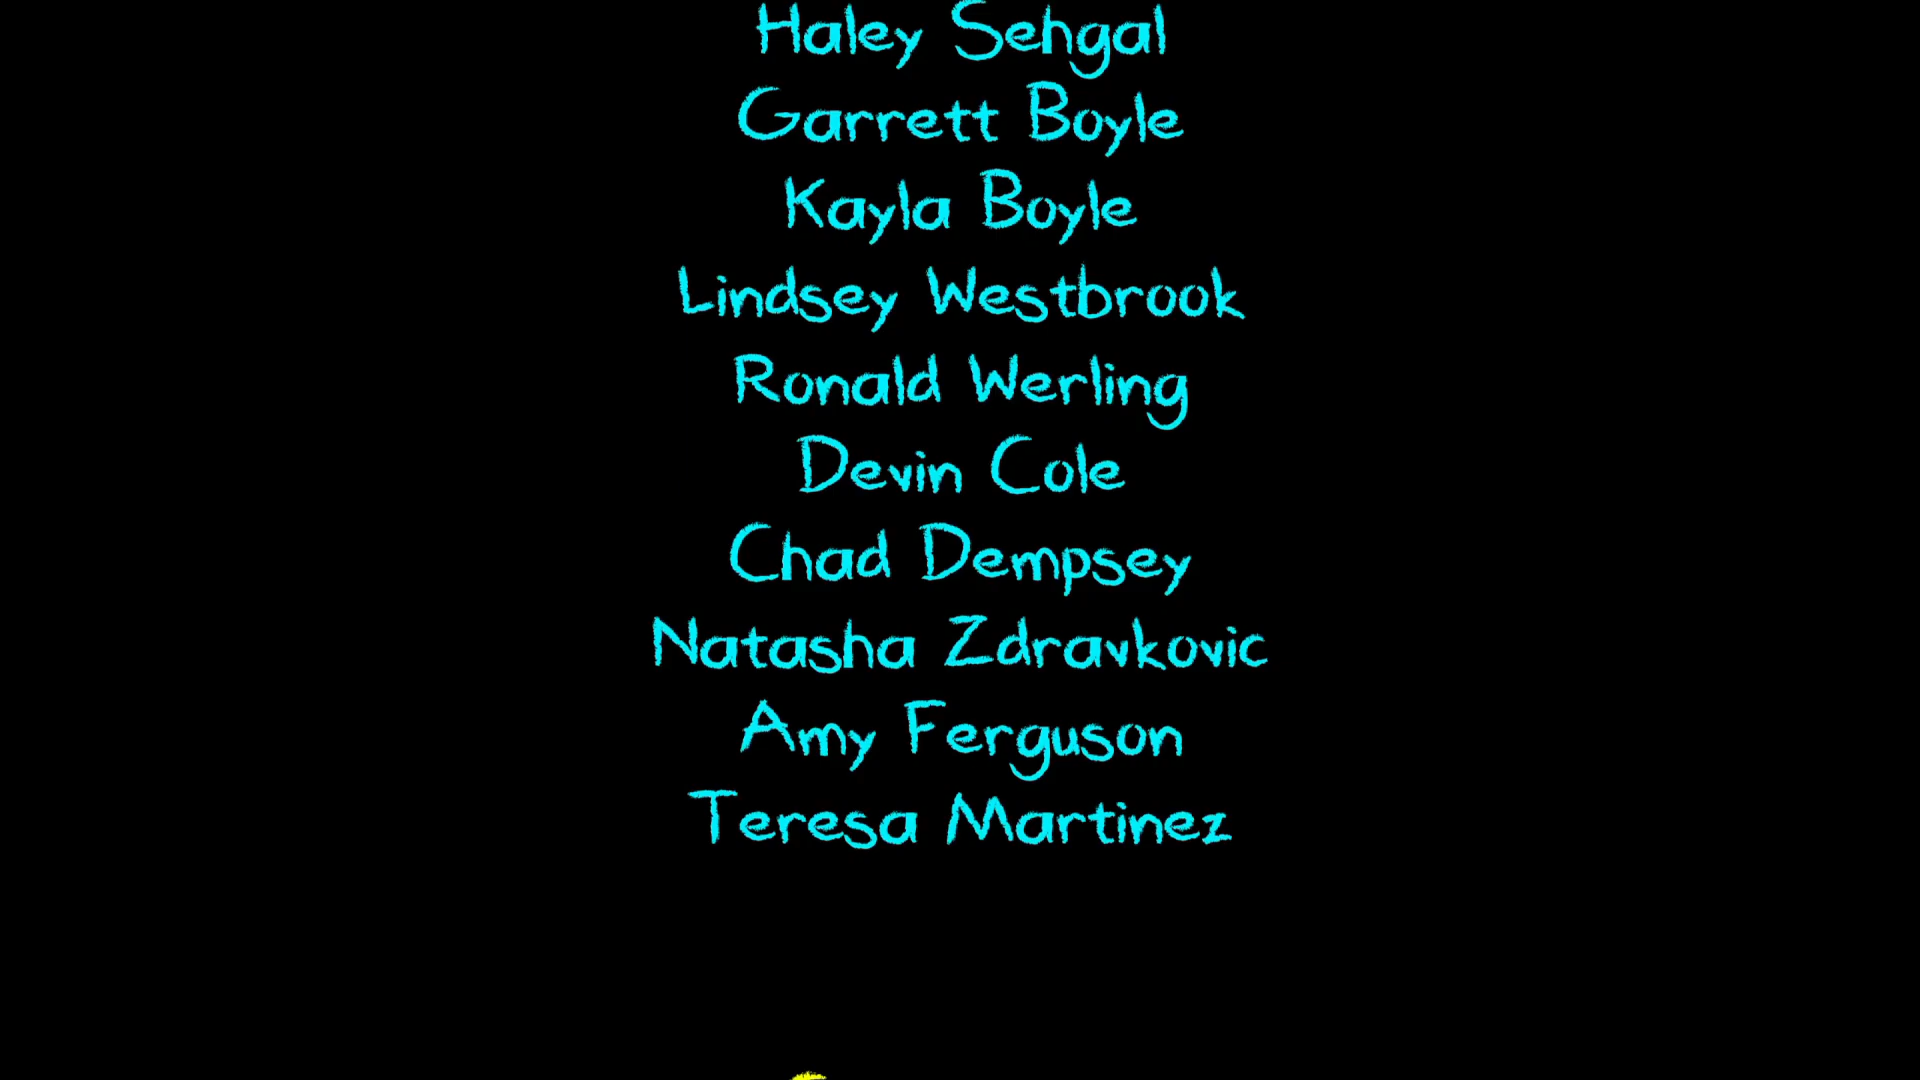 Haley Sehgal
Garrett Boyle
Kayla Boyle
Lindsey Westbrook
Ronald Werling
Devin Cole
Chad Dempsey
Natasha Zdravkovic
Amy Ferguson
Teresa Martinez